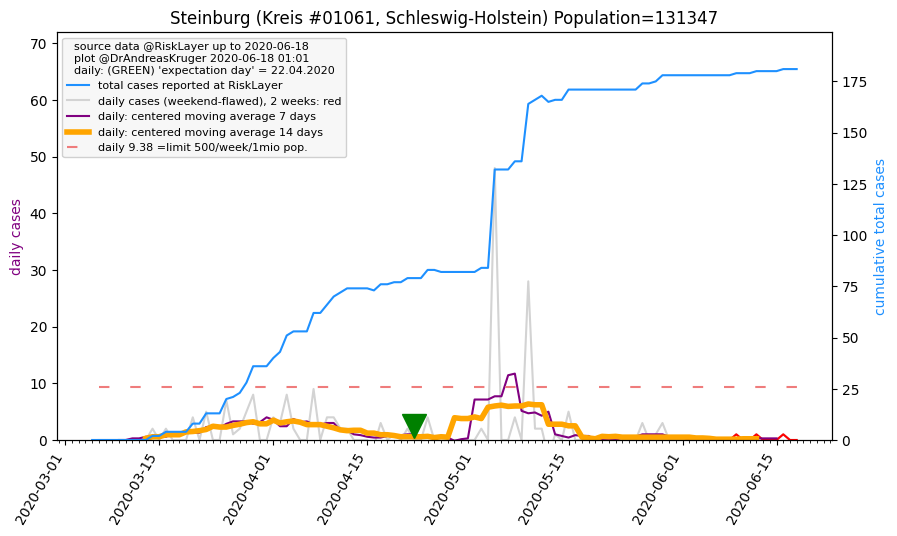 Steinburg (Kreis #01061, Schleswig-Holstein) Population=131347
source data @RiskLayer up to 2020-06-18
plot @DrAndreasKruger 2020-06-18 01:01
daily: (GREEN) 'expectation day' = 22.04.2020
total cases reported at RiskLayer
daily cases (weekend-flawed), 2 weeks: red
daily: centered moving average 7 days
daily: centered moving average 14 days
daily 9.38 =limit 500/week/1mio pop.
daily cases
70
60
50
40
30
20
10
0
cumulative total cases
175
150
125
100
75
50
25
0
2020-03-01
2020-03-15
2020-04-01
2020-04-15
2020-05-01
2020-05-15
2020-06-01
2020-06-15